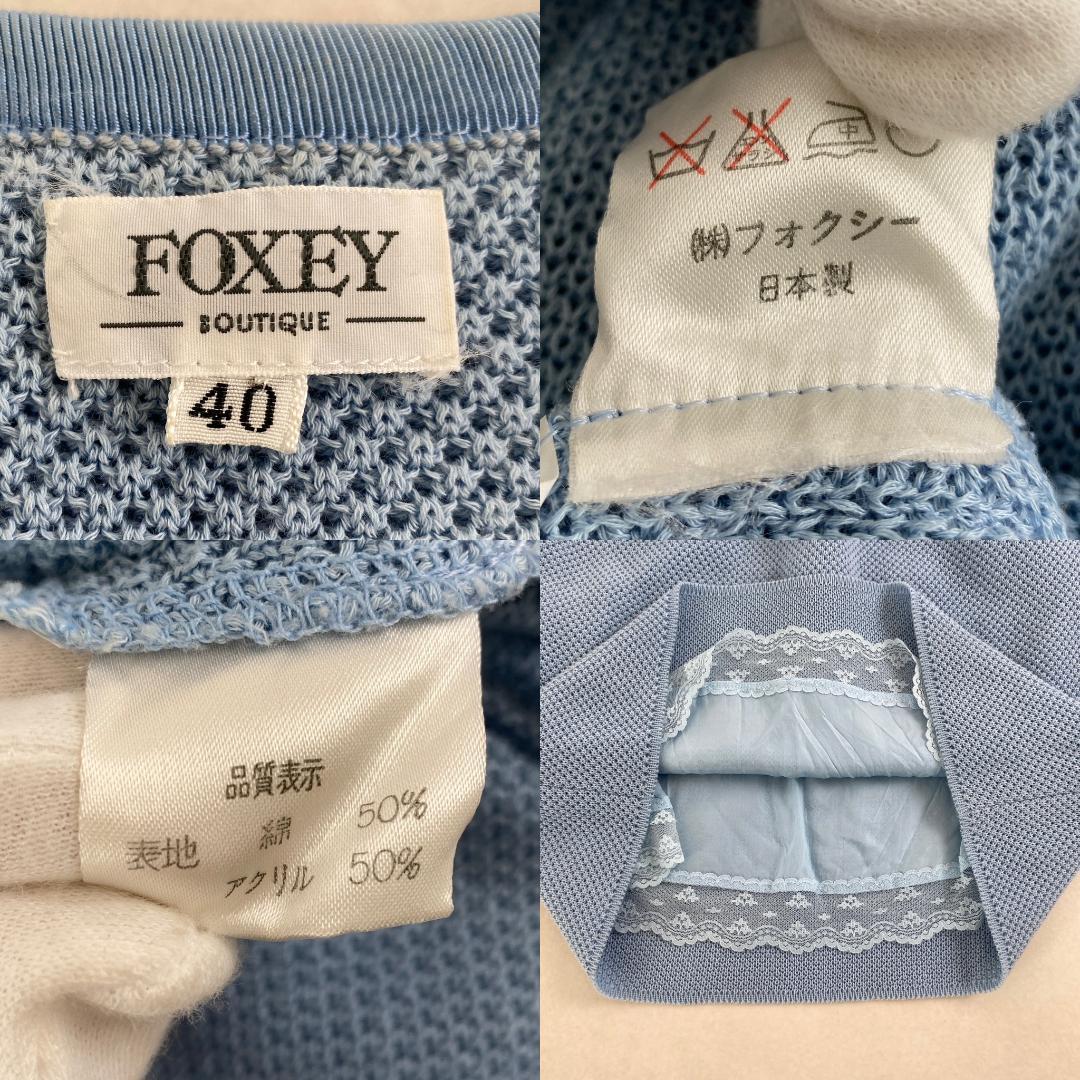 FOXEY
BOUTIQUE
40
中
㈱フォクシー
日本製
品質表示
表地 綿 50%
アクリル 50%